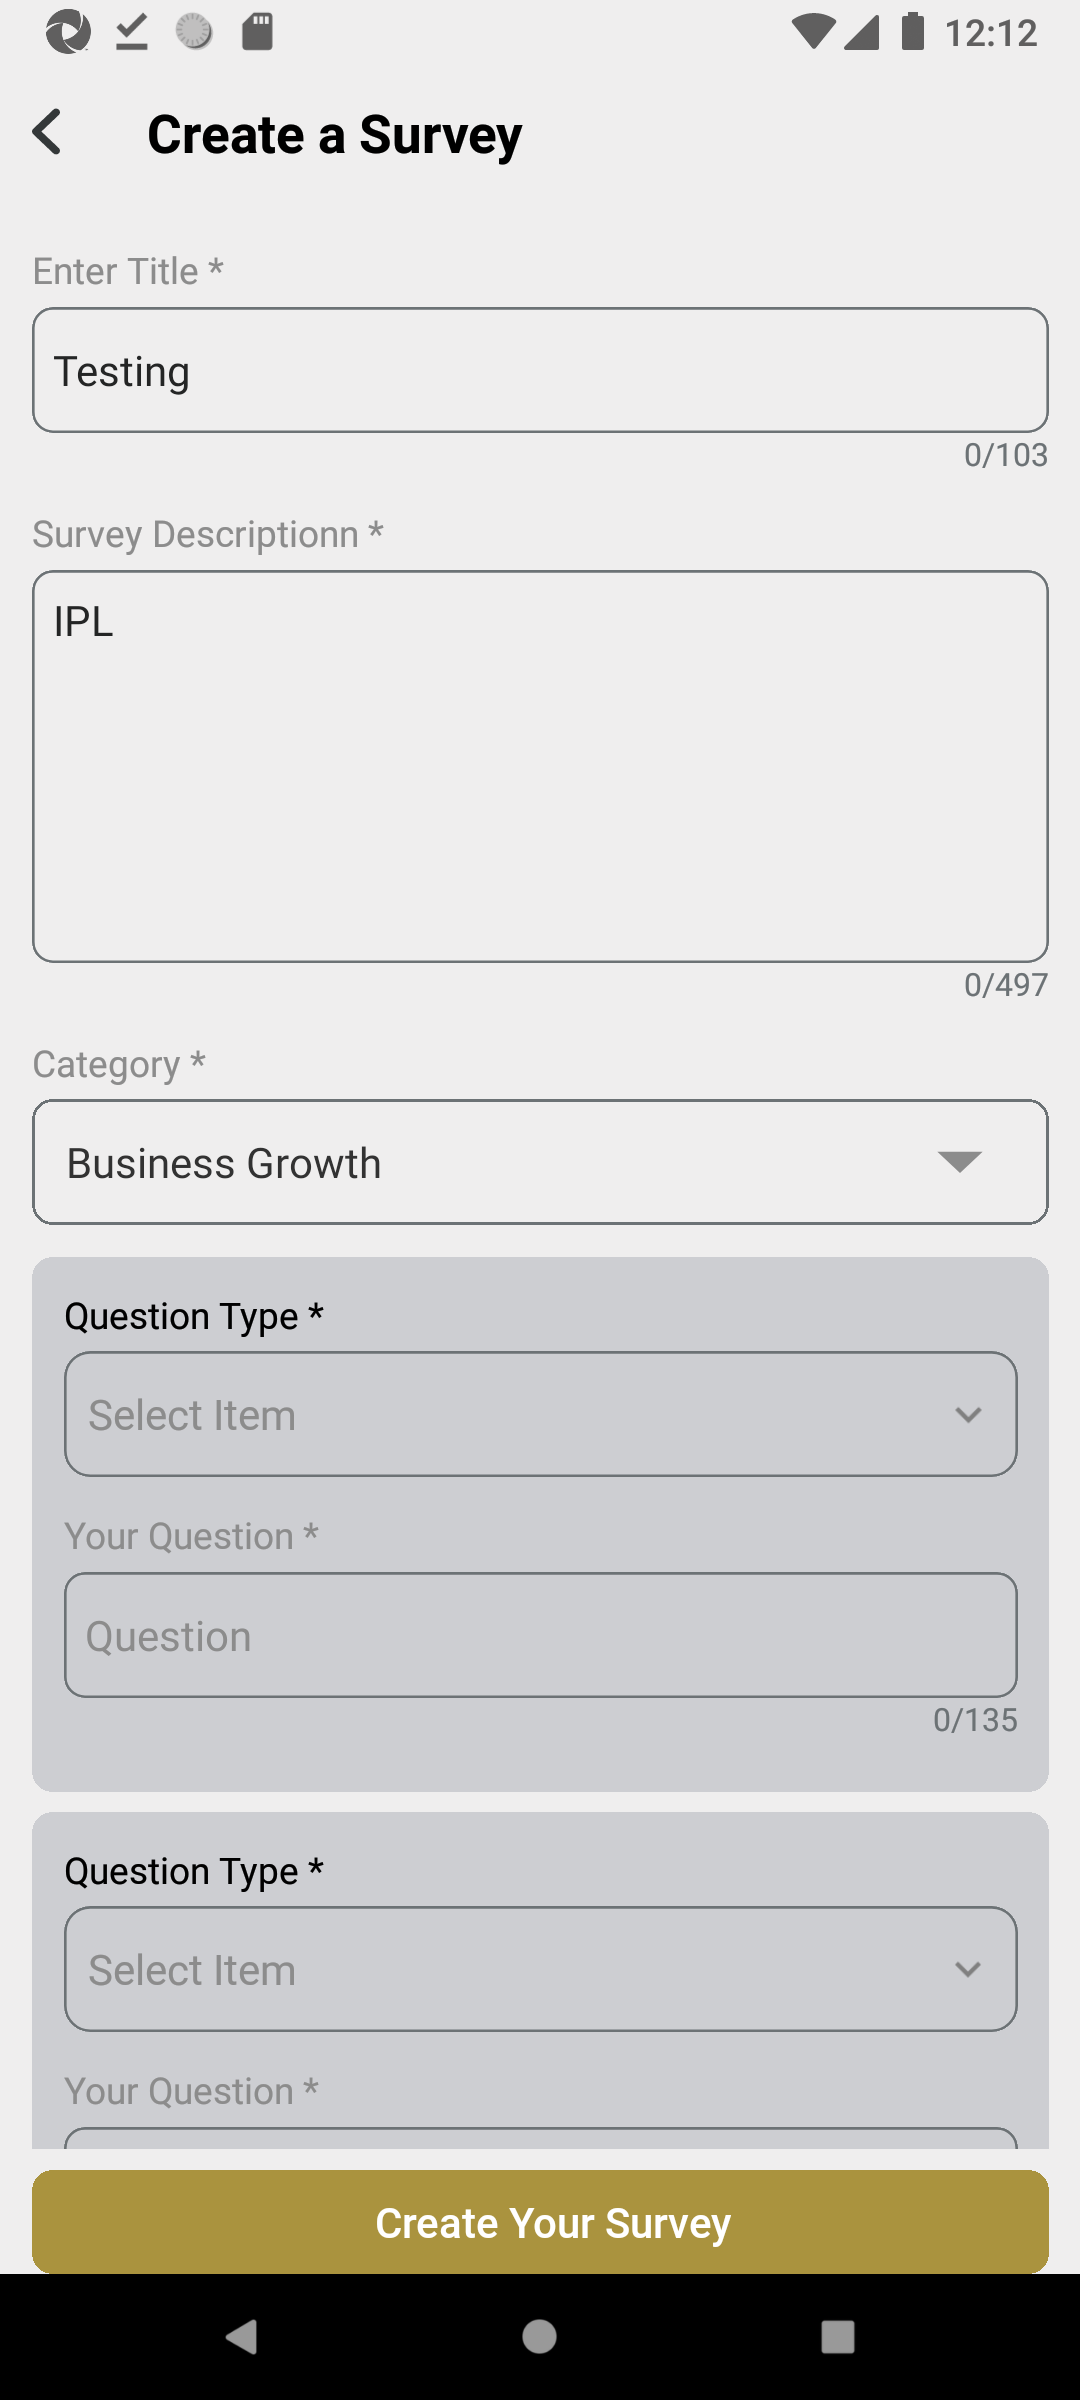 12:12
Create a Survey
Enter Title *
Testing
0/103
Survey Descriptionn *
IPL
0/497
Category *
Business Growth
Question Type *
Select Item
Your Question *
Question
0/135
Question Type *
Select Item
Your Question *
Create Your Survey